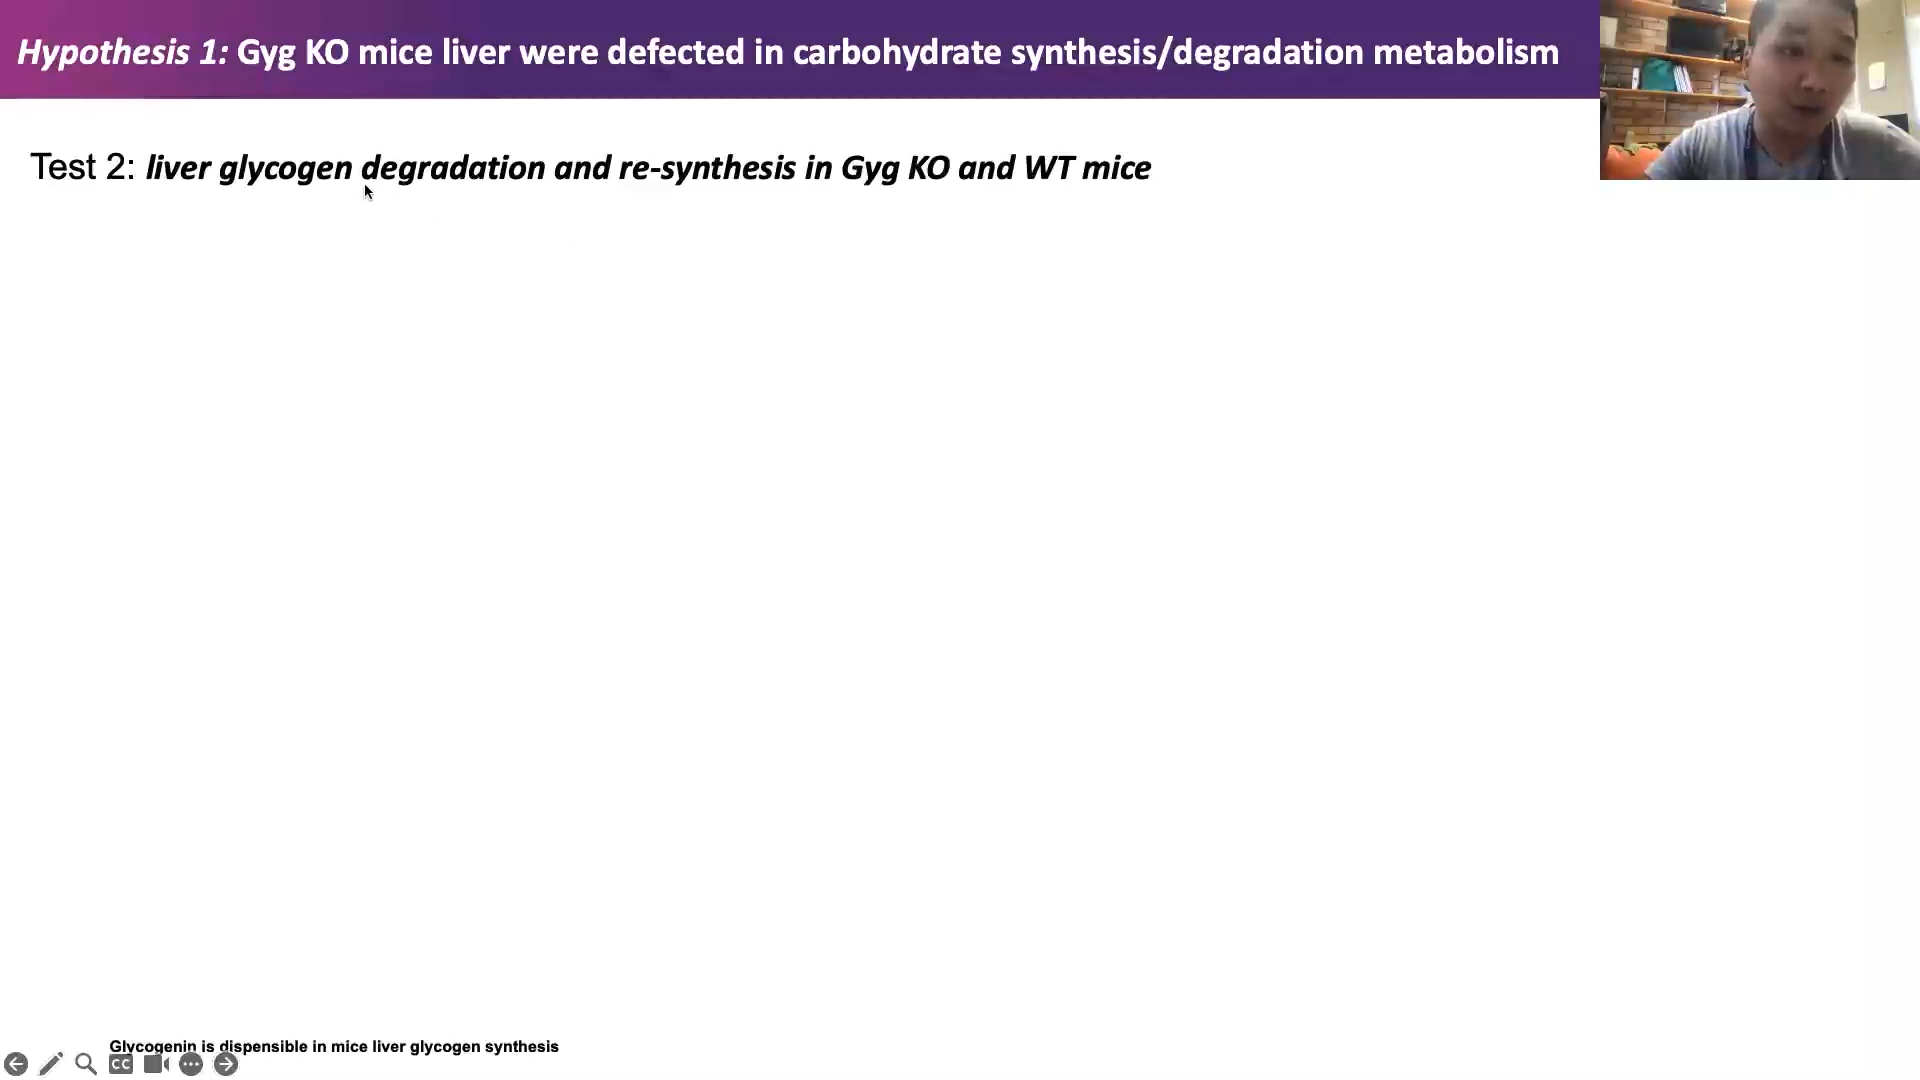 Hypothesis 1: Gyg KO mice liver were defected in carbohydrate synthesis/degradation metabolism
Test 2: liver glycogen degradation and re-synthesis in Gyg KO and WT mice
Glycogenin is dispensible in mice liver glycogen synthesis
CC